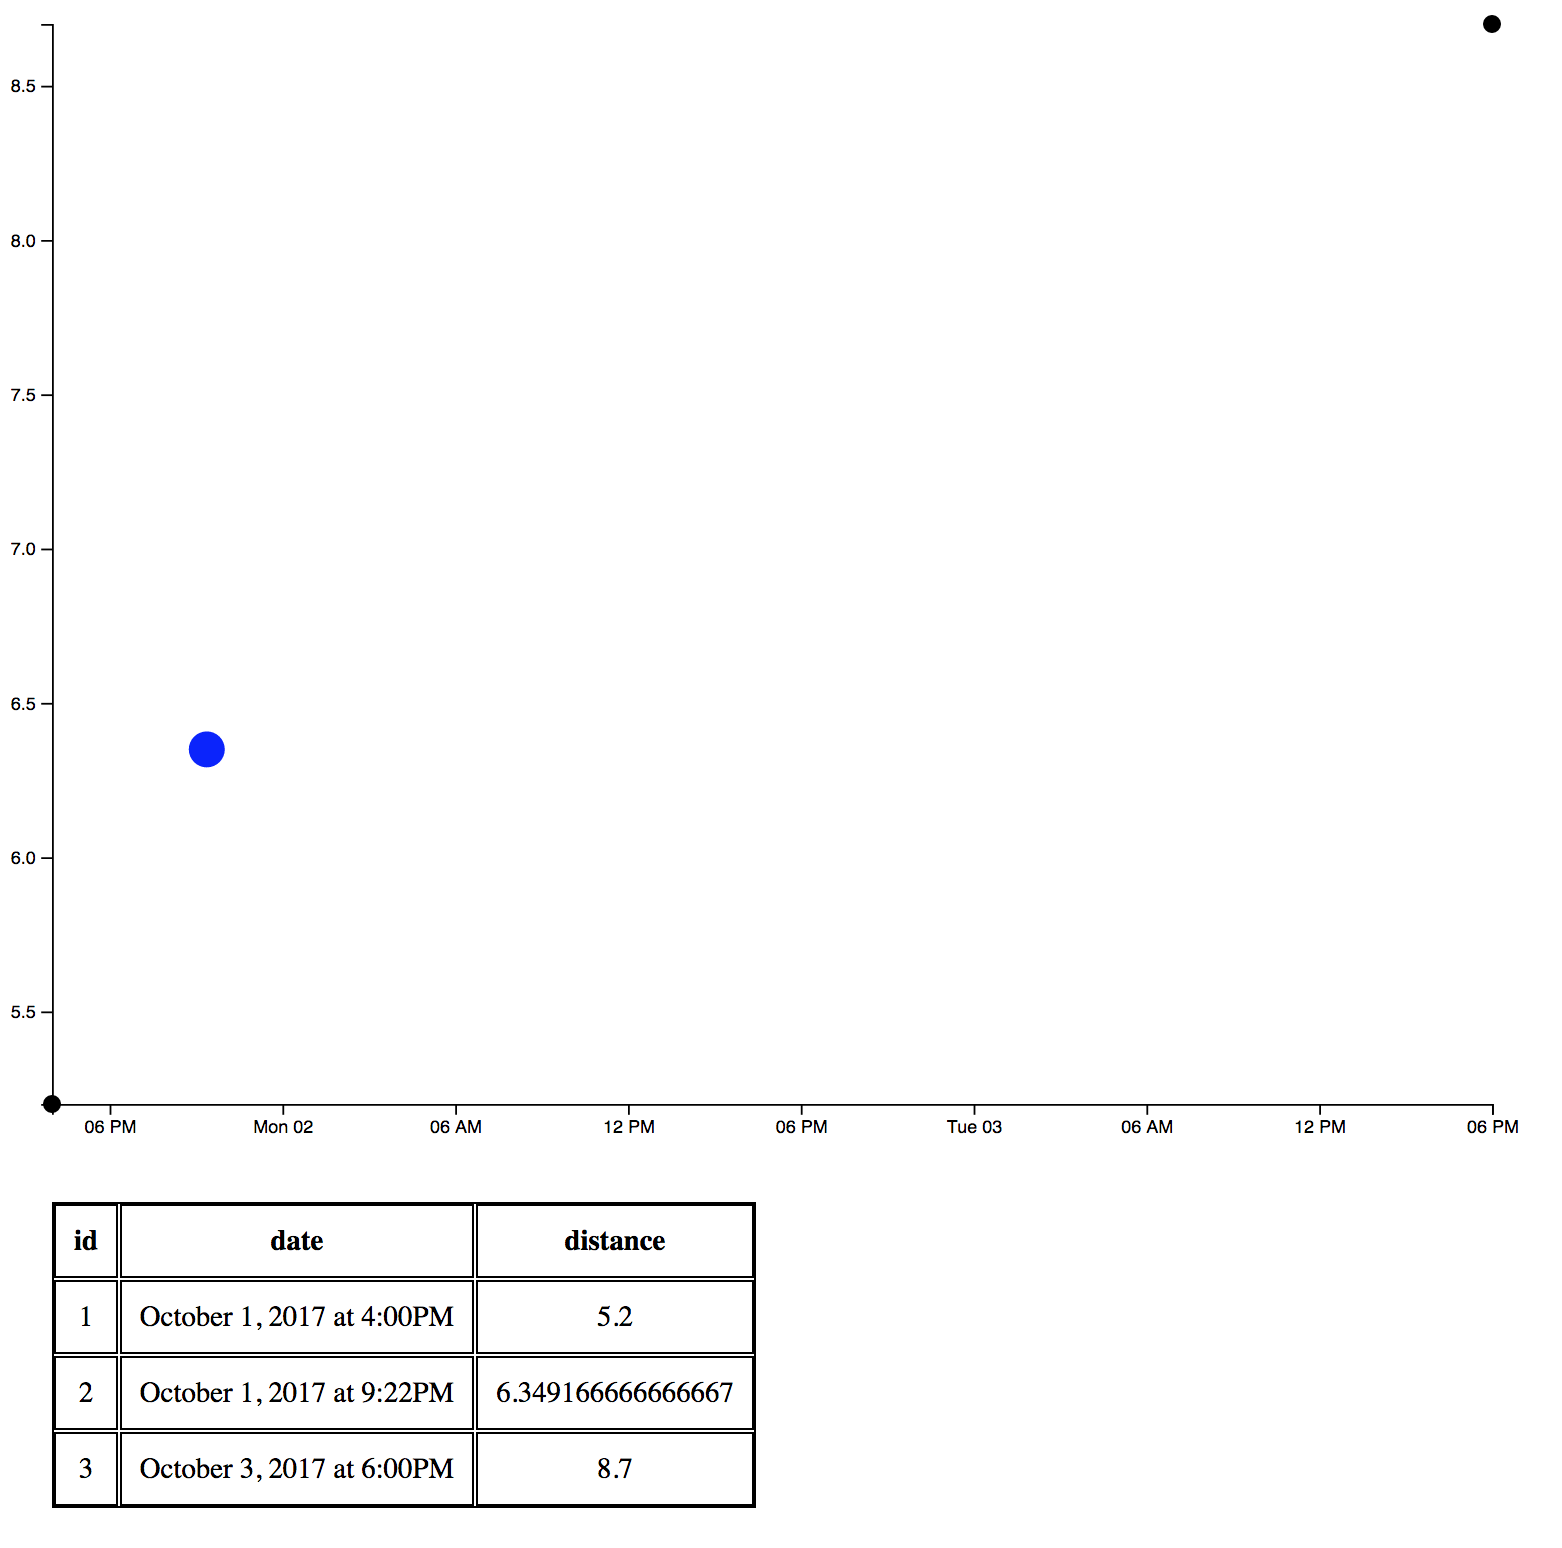 8.5
8.0
7.5
7.0
6.5
6.0
5.5
06 PM Mon 02 06 AM 12 PM 06 PM Tue 03 06 AM 12 PM 06 PM
id date distance
1 October 1, 2017 at 4:00PM 5.2
2 October 1, 2017 at 9:22PM 6.349166666666667
3 October 3, 2017 at 6:00PM 8.7